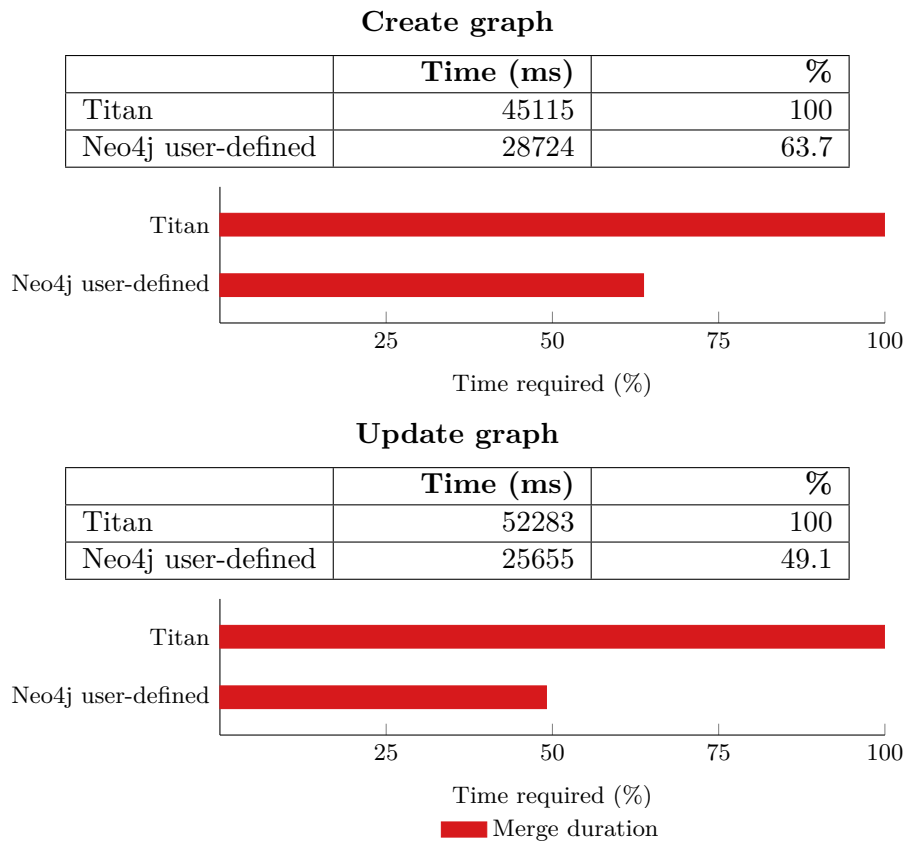 Create graph
Time (ms) %
Titan 45115 100
Neo4j user-defined 28724 63.7
Titan
Neo4j user-defined
25 50 75 100
Time required (%)
Update graph
Time (ms) %
Titan 52283 100
Neo4j user-defined 25655 49.1
Titan
Neo4j user-defined
25 50 75 100
Time required (%)
Merge duration